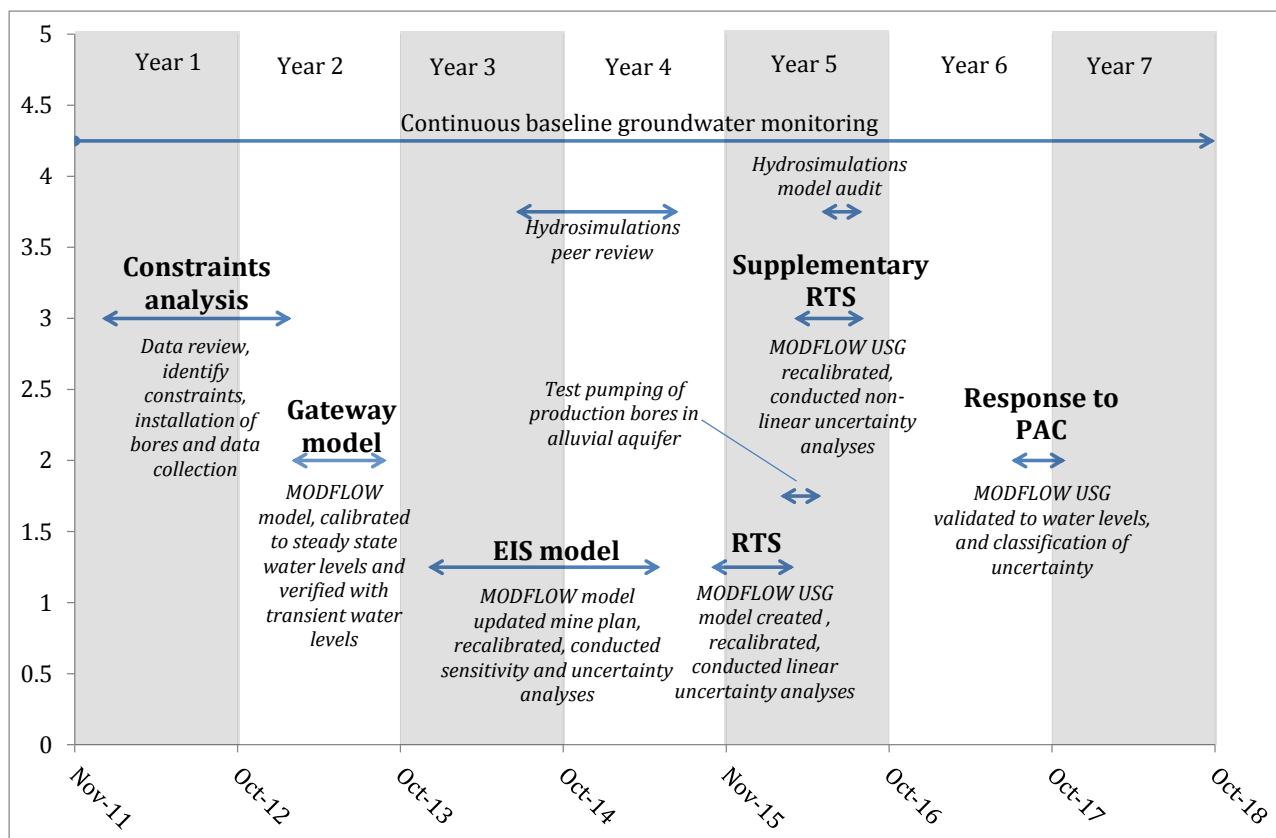 5
4.5
4
3.5
3
2.5
2
1.5
1
0.5
0
Year 1
Year 2
Year 3
Year 4
Year 5
Year 6
Year 7
Continuous baseline groundwater monitoring
Hydrosimulations
model audit
Hydrosimulations
peer review
Constraints
analysis
Data review,
identify
constraints,
installation of
bores and data
collection
Supplementary
RTS
MODFLOW USG
recalibrated,
conducted non-
linear uncertainty
analyses
Gateway
model
MODFLOW
model, calibrated
to steady state
water levels and
verified with
transient water
levels
Test pumping of
production bores in
alluvial aquifer
Response to
PAC
MODFLOW USG
validated to water levels,
and classification of
uncertainty
EIS model
MODFLOW model
updated mine plan,
recalibrated, conducted
sensitivity and uncertainty
analyses
RTS
MODFLOW USG
model created ,
recalibrated,
conducted linear
uncertainty analyses
Nov-11
Oct-12
Oct-13
Oct-14
Nov-15
Oct-16
Oct-17
Oct-18